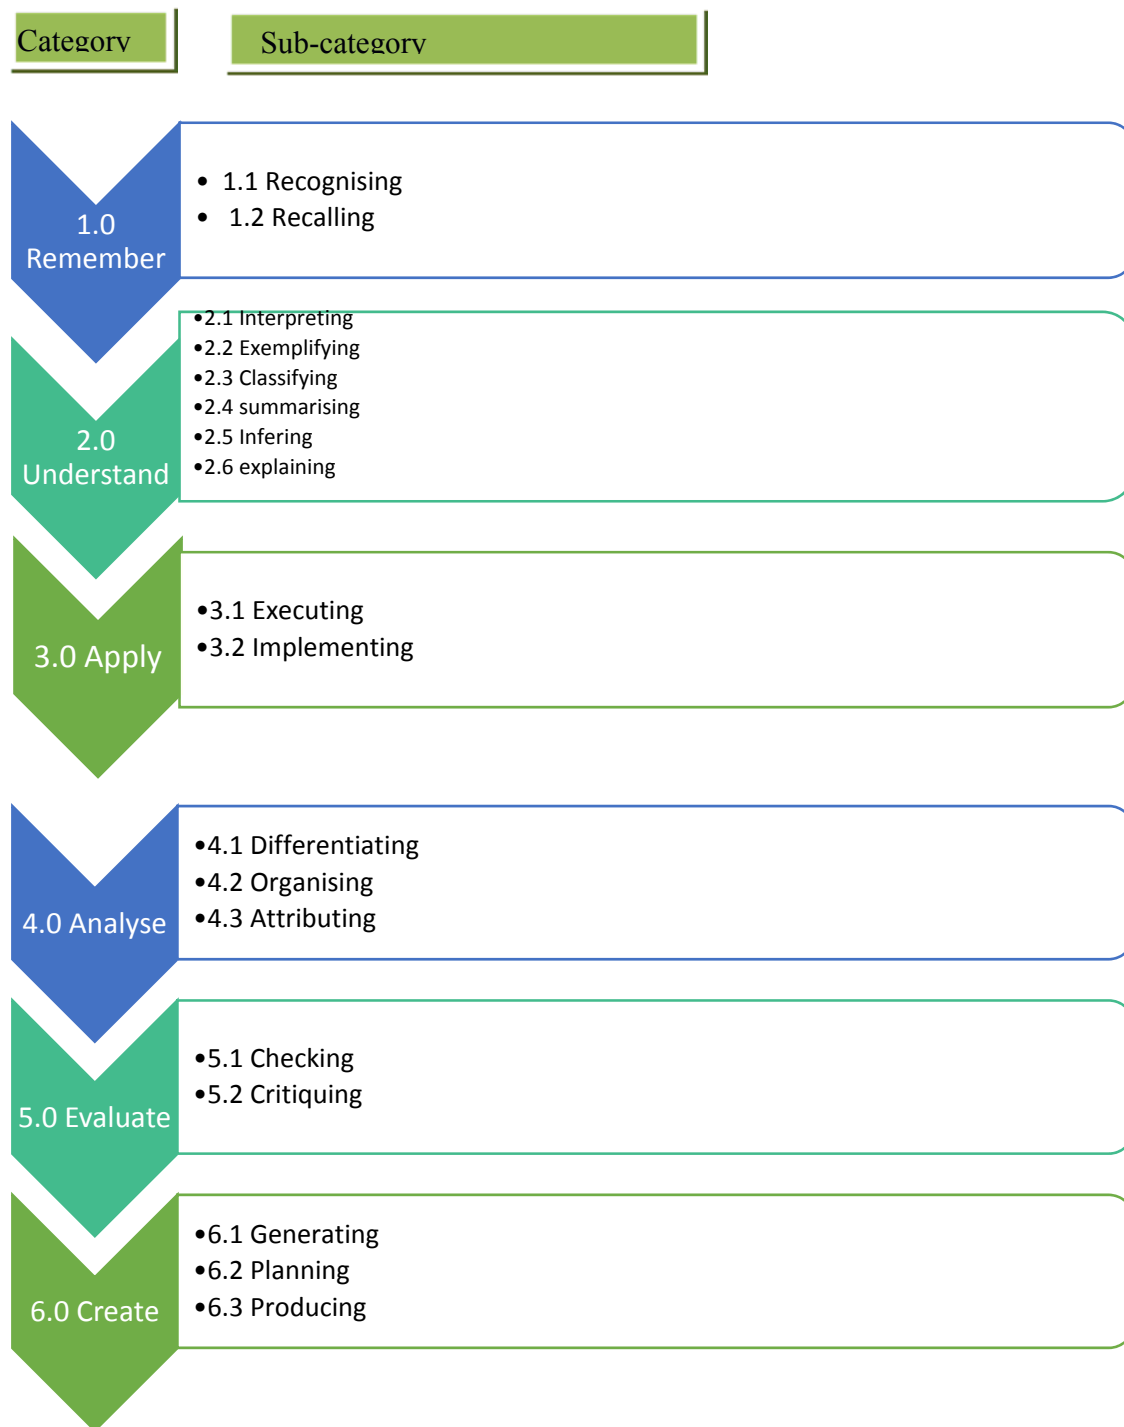 Category
Sub-category
1.0
Remember
• 1.1 Recognising
• 1.2 Recalling
2.0
Understand
•2.1 Interpreting
•2.2 Exemplifying
•2.3 Classifying
•2.4 summarising
•2.5 Infering
•2.6 explaining
3.0 Apply
•3.1 Executing
•3.2 Implementing
4.0 Analyse
•4.1 Differentiating
•4.2 Organising
•4.3 Attributing
5.0 Evaluate
•5.1 Checking
•5.2 Critiquing
6.0 Create
•6.1 Generating
•6.2 Planning
•6.3 Producing